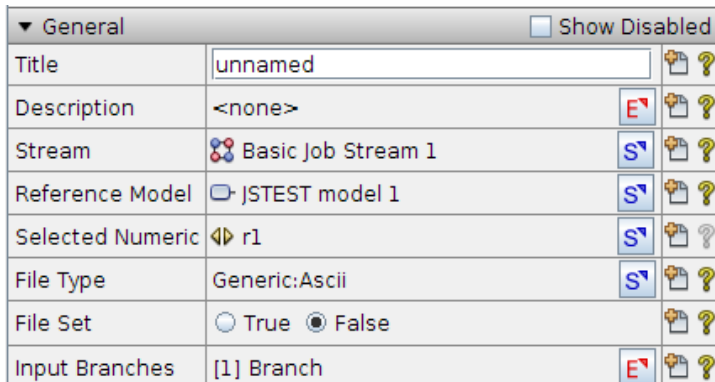 General Show Disabled
Title unnamed
Description <none> E
Stream Basic Job Stream 1 S
Reference Model JSTEST model 1 S
Selected Numeric r1 S
File Type Generic:Ascii S
File Set True False
Input Branches [1] Branch E